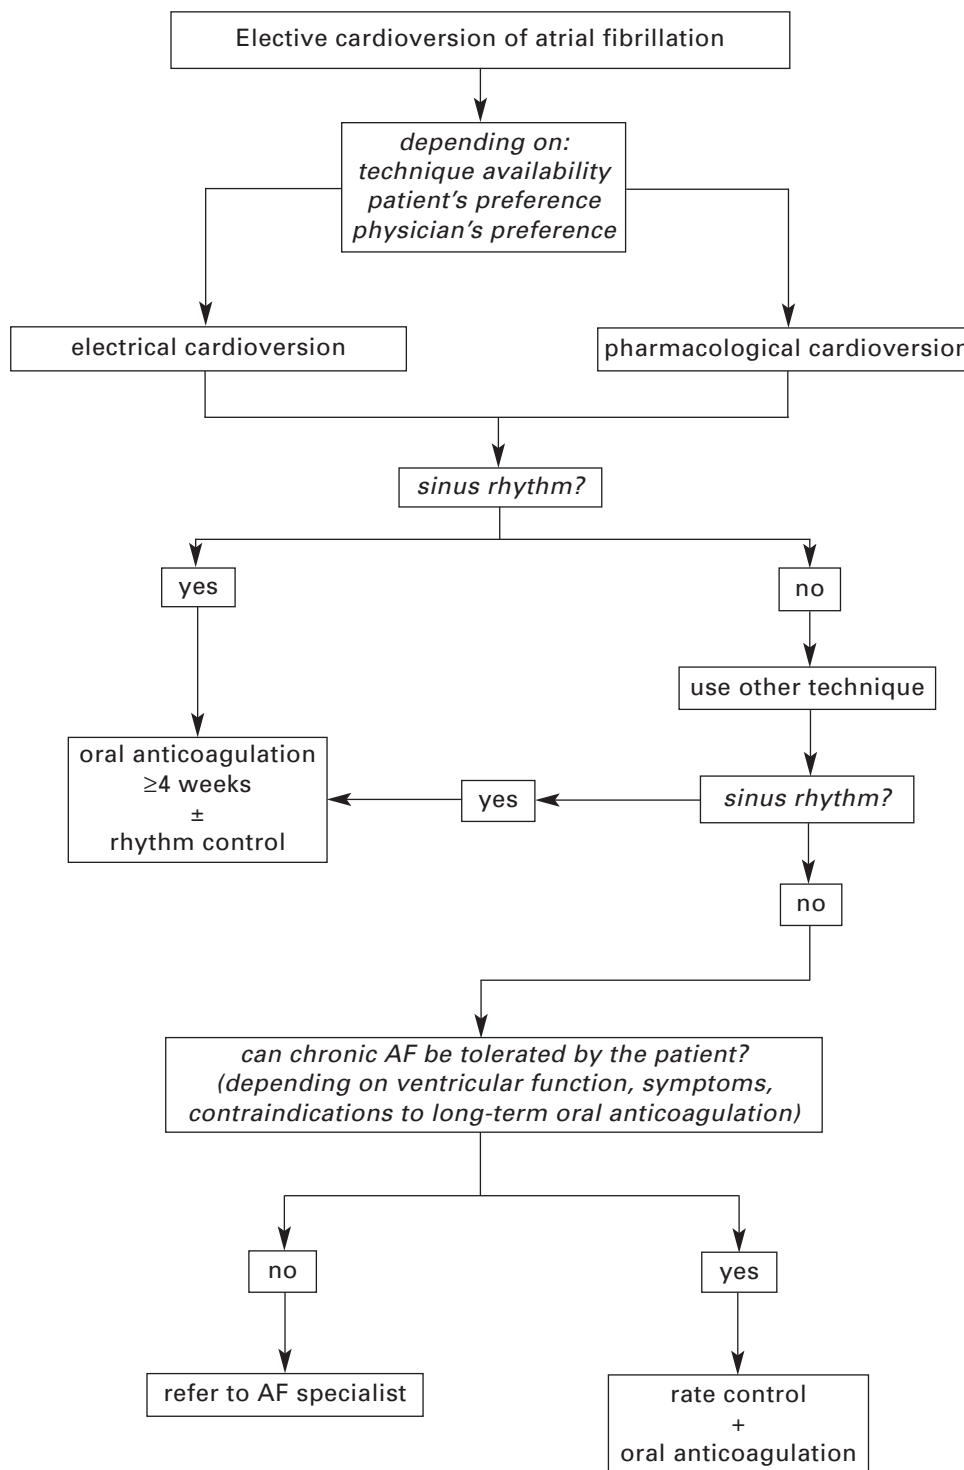 Elective cardioversion of atrial fibrillation
depending on:
technique availability
patient's preference
physician's preference
electrical cardioversion
pharmacological cardioversion
sinus rhythm?
yes
no
use other technique
oral anticoagulation
≥4 weeks
±
rhythm control
yes
sinus rhythm?
no
can chronic AF be tolerated by the patient?
(depending on ventricular function, symptoms,
contraindications to long-term oral anticoagulation)
no
yes
refer to AF specialist
rate control
+
oral anticoagulation